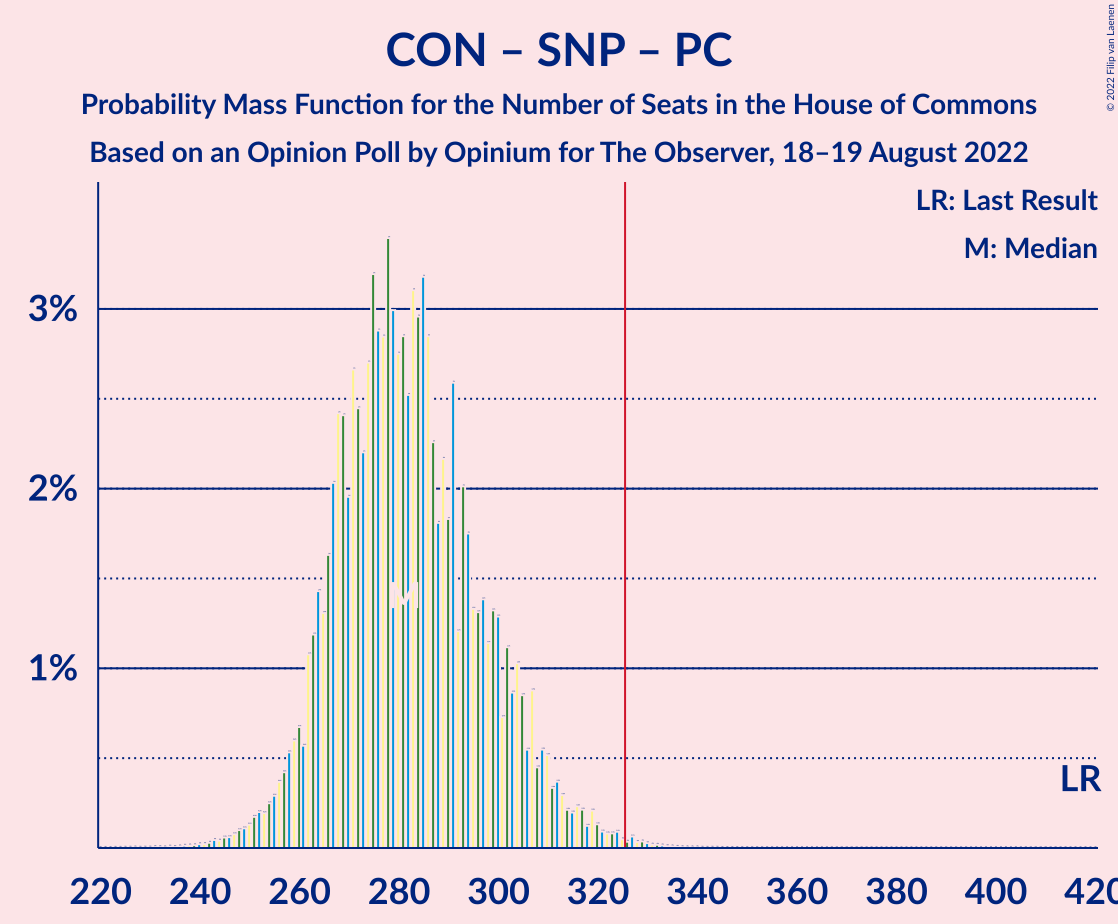 CON – SNP – PC
Probability Mass Function for the Number of Seats in the House of Commons
Based on an Opinion Poll by Opinium for The Observer, 18–19 August 2022
© 2022 Filip van Laenen
LR: Last Result
M: Median
3%
2%
1%
M
LR
220 240 260 280 300 320 340 360 380 400 420